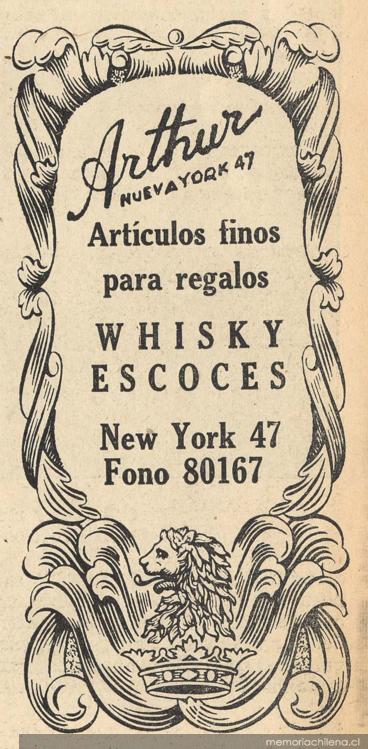 Arthur
NUEVA YORK 47
Artículos finos
para regalos
WHISKY
ESCOCES
New York 47
Fono 80167
memoriachilena.cl